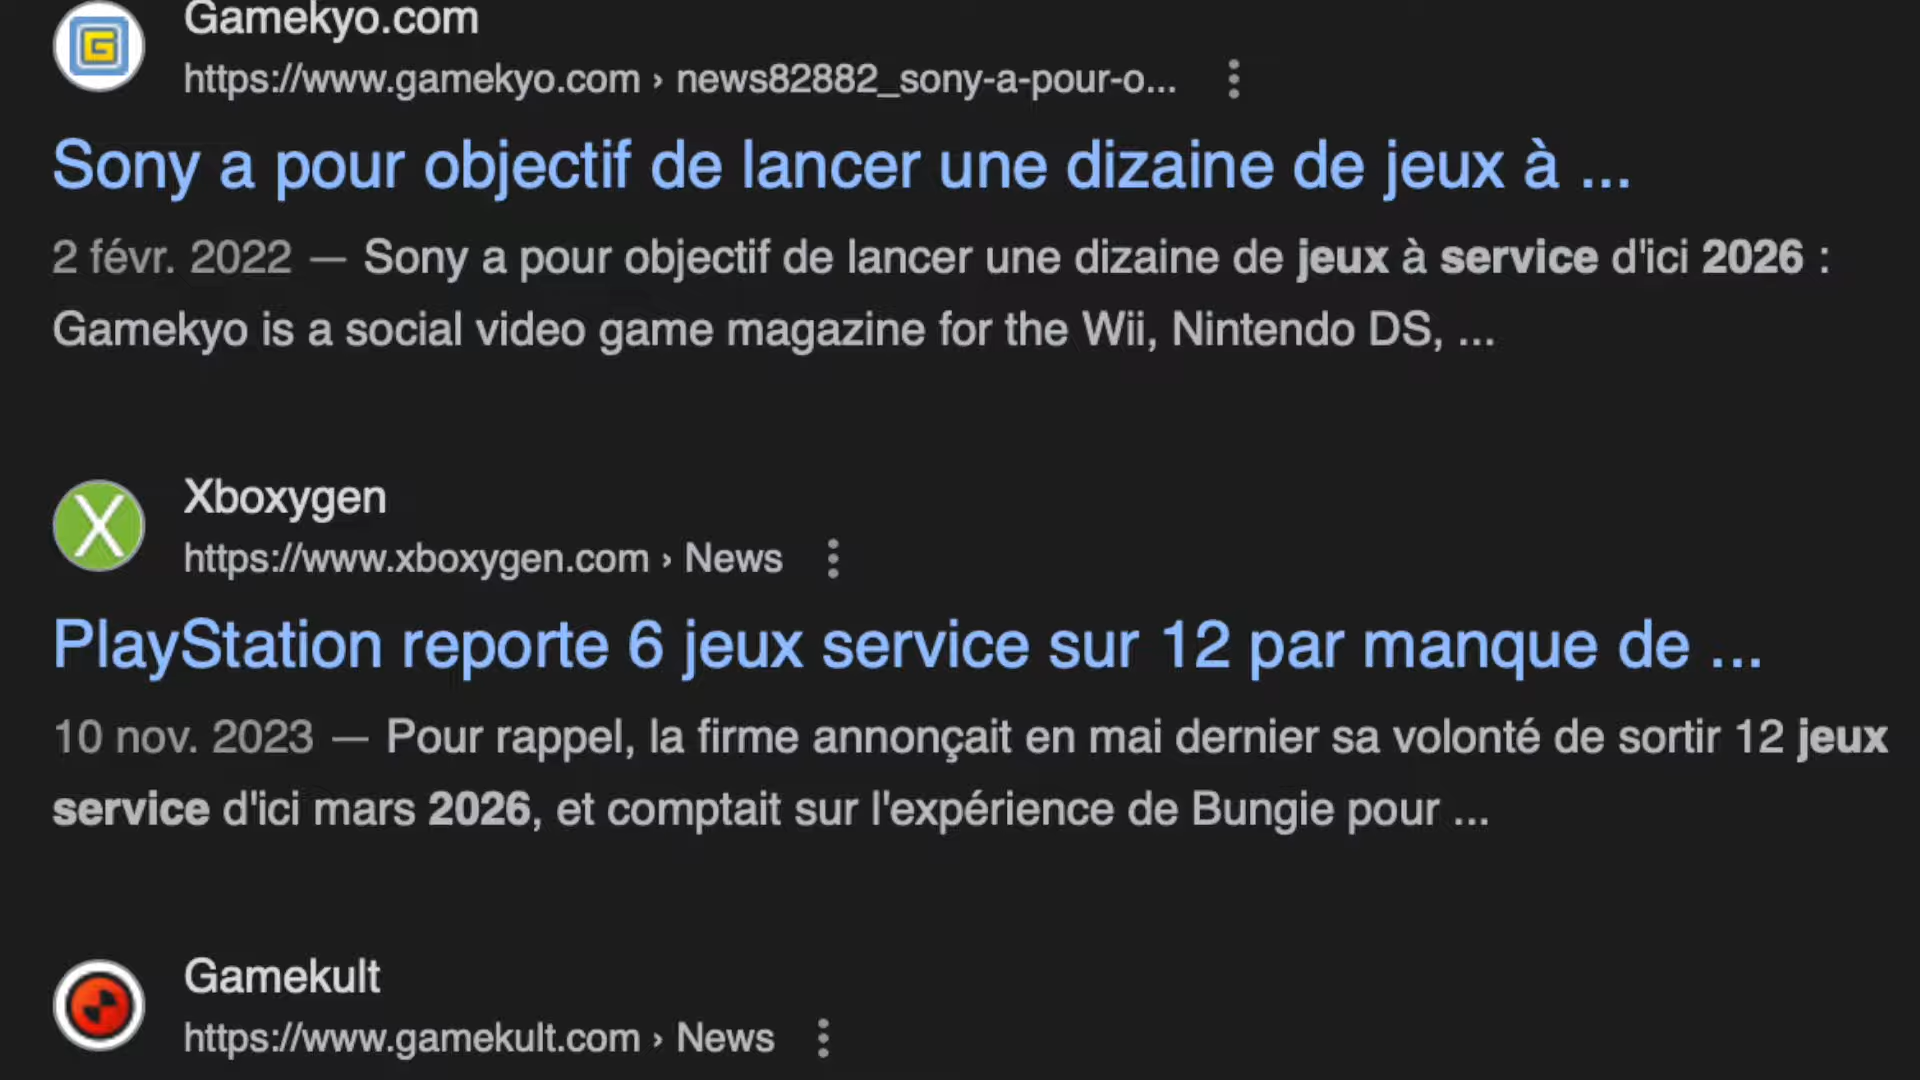 Gamekyo.com
https://www.gamekyo.com › news82882_sony-a-pour-o...
Sony a pour objectif de lancer une dizaine de jeux à ...
2 févr. 2022 — Sony a pour objectif de lancer une dizaine de jeux à service d'ici 2026 :
Gamekyo is a social video game magazine for the Wii, Nintendo DS, ...
Xboxygen
https://www.xboxygen.com › News
PlayStation reporte 6 jeux service sur 12 par manque de ...
10 nov. 2023 — Pour rappel, la firme annonçait en mai dernier sa volonté de sortir 12 jeux
service d'ici mars 2026, et comptait sur l'expérience de Bungie pour ...
Gamekult
https://www.gamekult.com › News